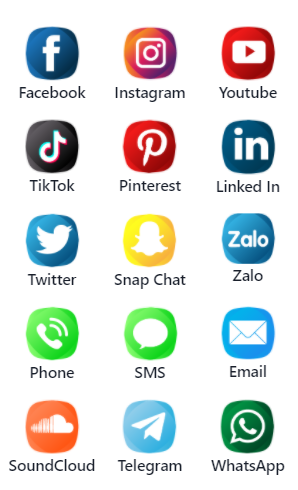 Facebook
Instagram
Youtube
TikTok
Pinterest
in
Linked In
Twitter
Snap Chat
Zalo
Zalo
Phone
SMS
Email
SoundCloud
Telegram
WhatsApp